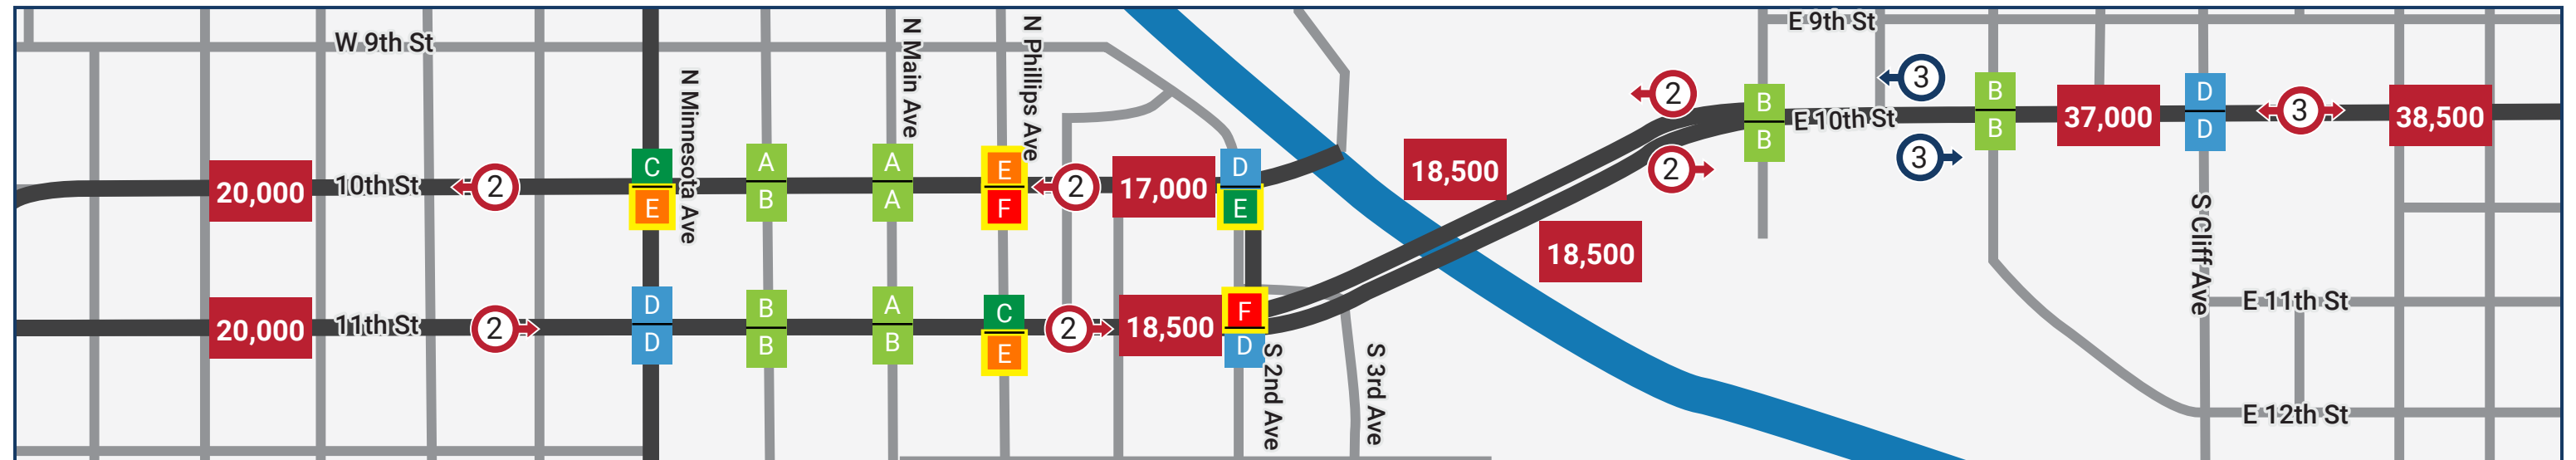 E 9th St
W 9th St
N Main Ave
N Phillips Ave
N Minnesota Ave
2
3
B
B
E 10th St
3
B
B
37,000
D
D
3
38,500
20,000
10th St
2
C
E
A
B
A
A
E
F
2
17,000
D
E
18,500
2
18,500
S Cliff Ave
20,000
11th St
2
D
D
B
B
A
B
C
E
2
18,500
F
D
S 2nd Ave
S 3rd Ave
E 11th St
E 12th St